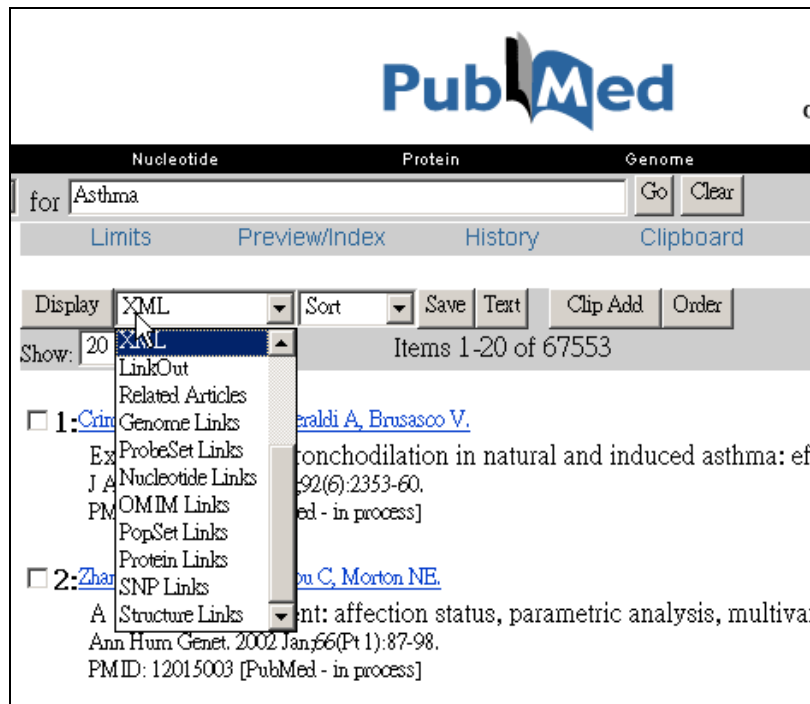 PubMed
Nucleotide Protein Genome
for Asthma Go Clear
Limits Preview/Index History Clipboard
Display XML Sort Save Text Clip Add Order
Show: 20 Items 1-20 of 67553
XML
LinkOut
Related Articles
Genome Links
ProbeSet Links
Nucleotide Links
OMIM Links
PopSet Links
Protein Links
SNP Links
Structure Links
1: eraldi A, Brusasco V.
Ex onchodilation in natural and induced asthma: ef
J A 92(6):2353-60.
PM ed - in process]
2: Zhan ou C, Morton NE.
A nt: affection status, parametric analysis, multiva
Ann Hum Genet. 2002 Jan;66(Pt 1):87-98.
PMID: 12015003 [PubMed - in process]